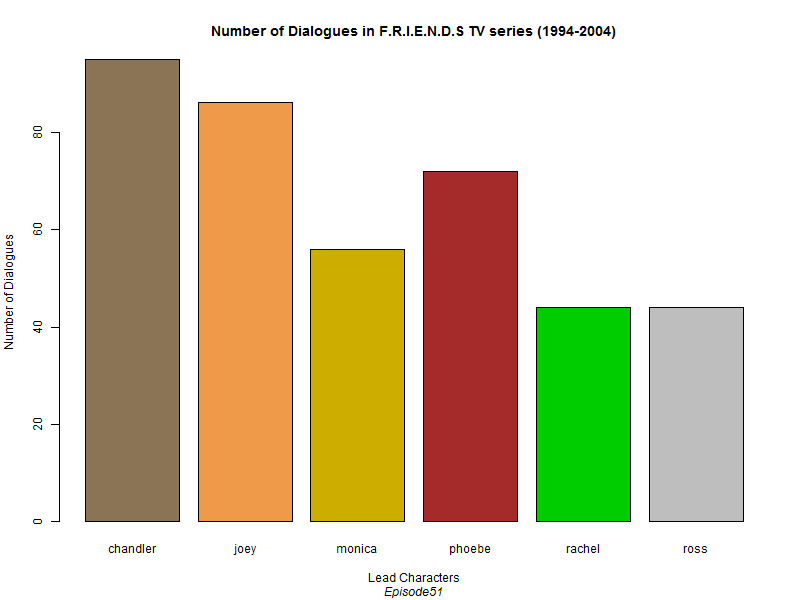 Number of Dialogues in F.R.I.E.N.D.S TV series (1994-2004)
Number of Dialogues
80
60
40
20
0
chandler joey monica phoebe rachel ross
Lead Characters
Episode51